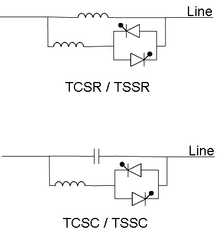 Line
TCSR / TSSR
Line
TCSC / TSSC